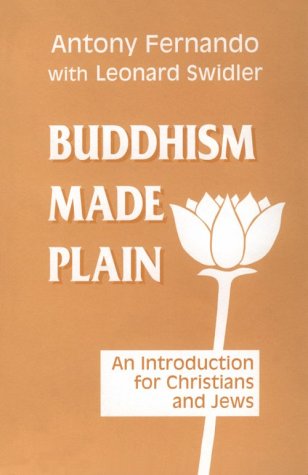 Antony Fernando
with Leonard Swidler
BUDDHISM
MADE
PLAIN
An Introduction
for Christians
and Jews